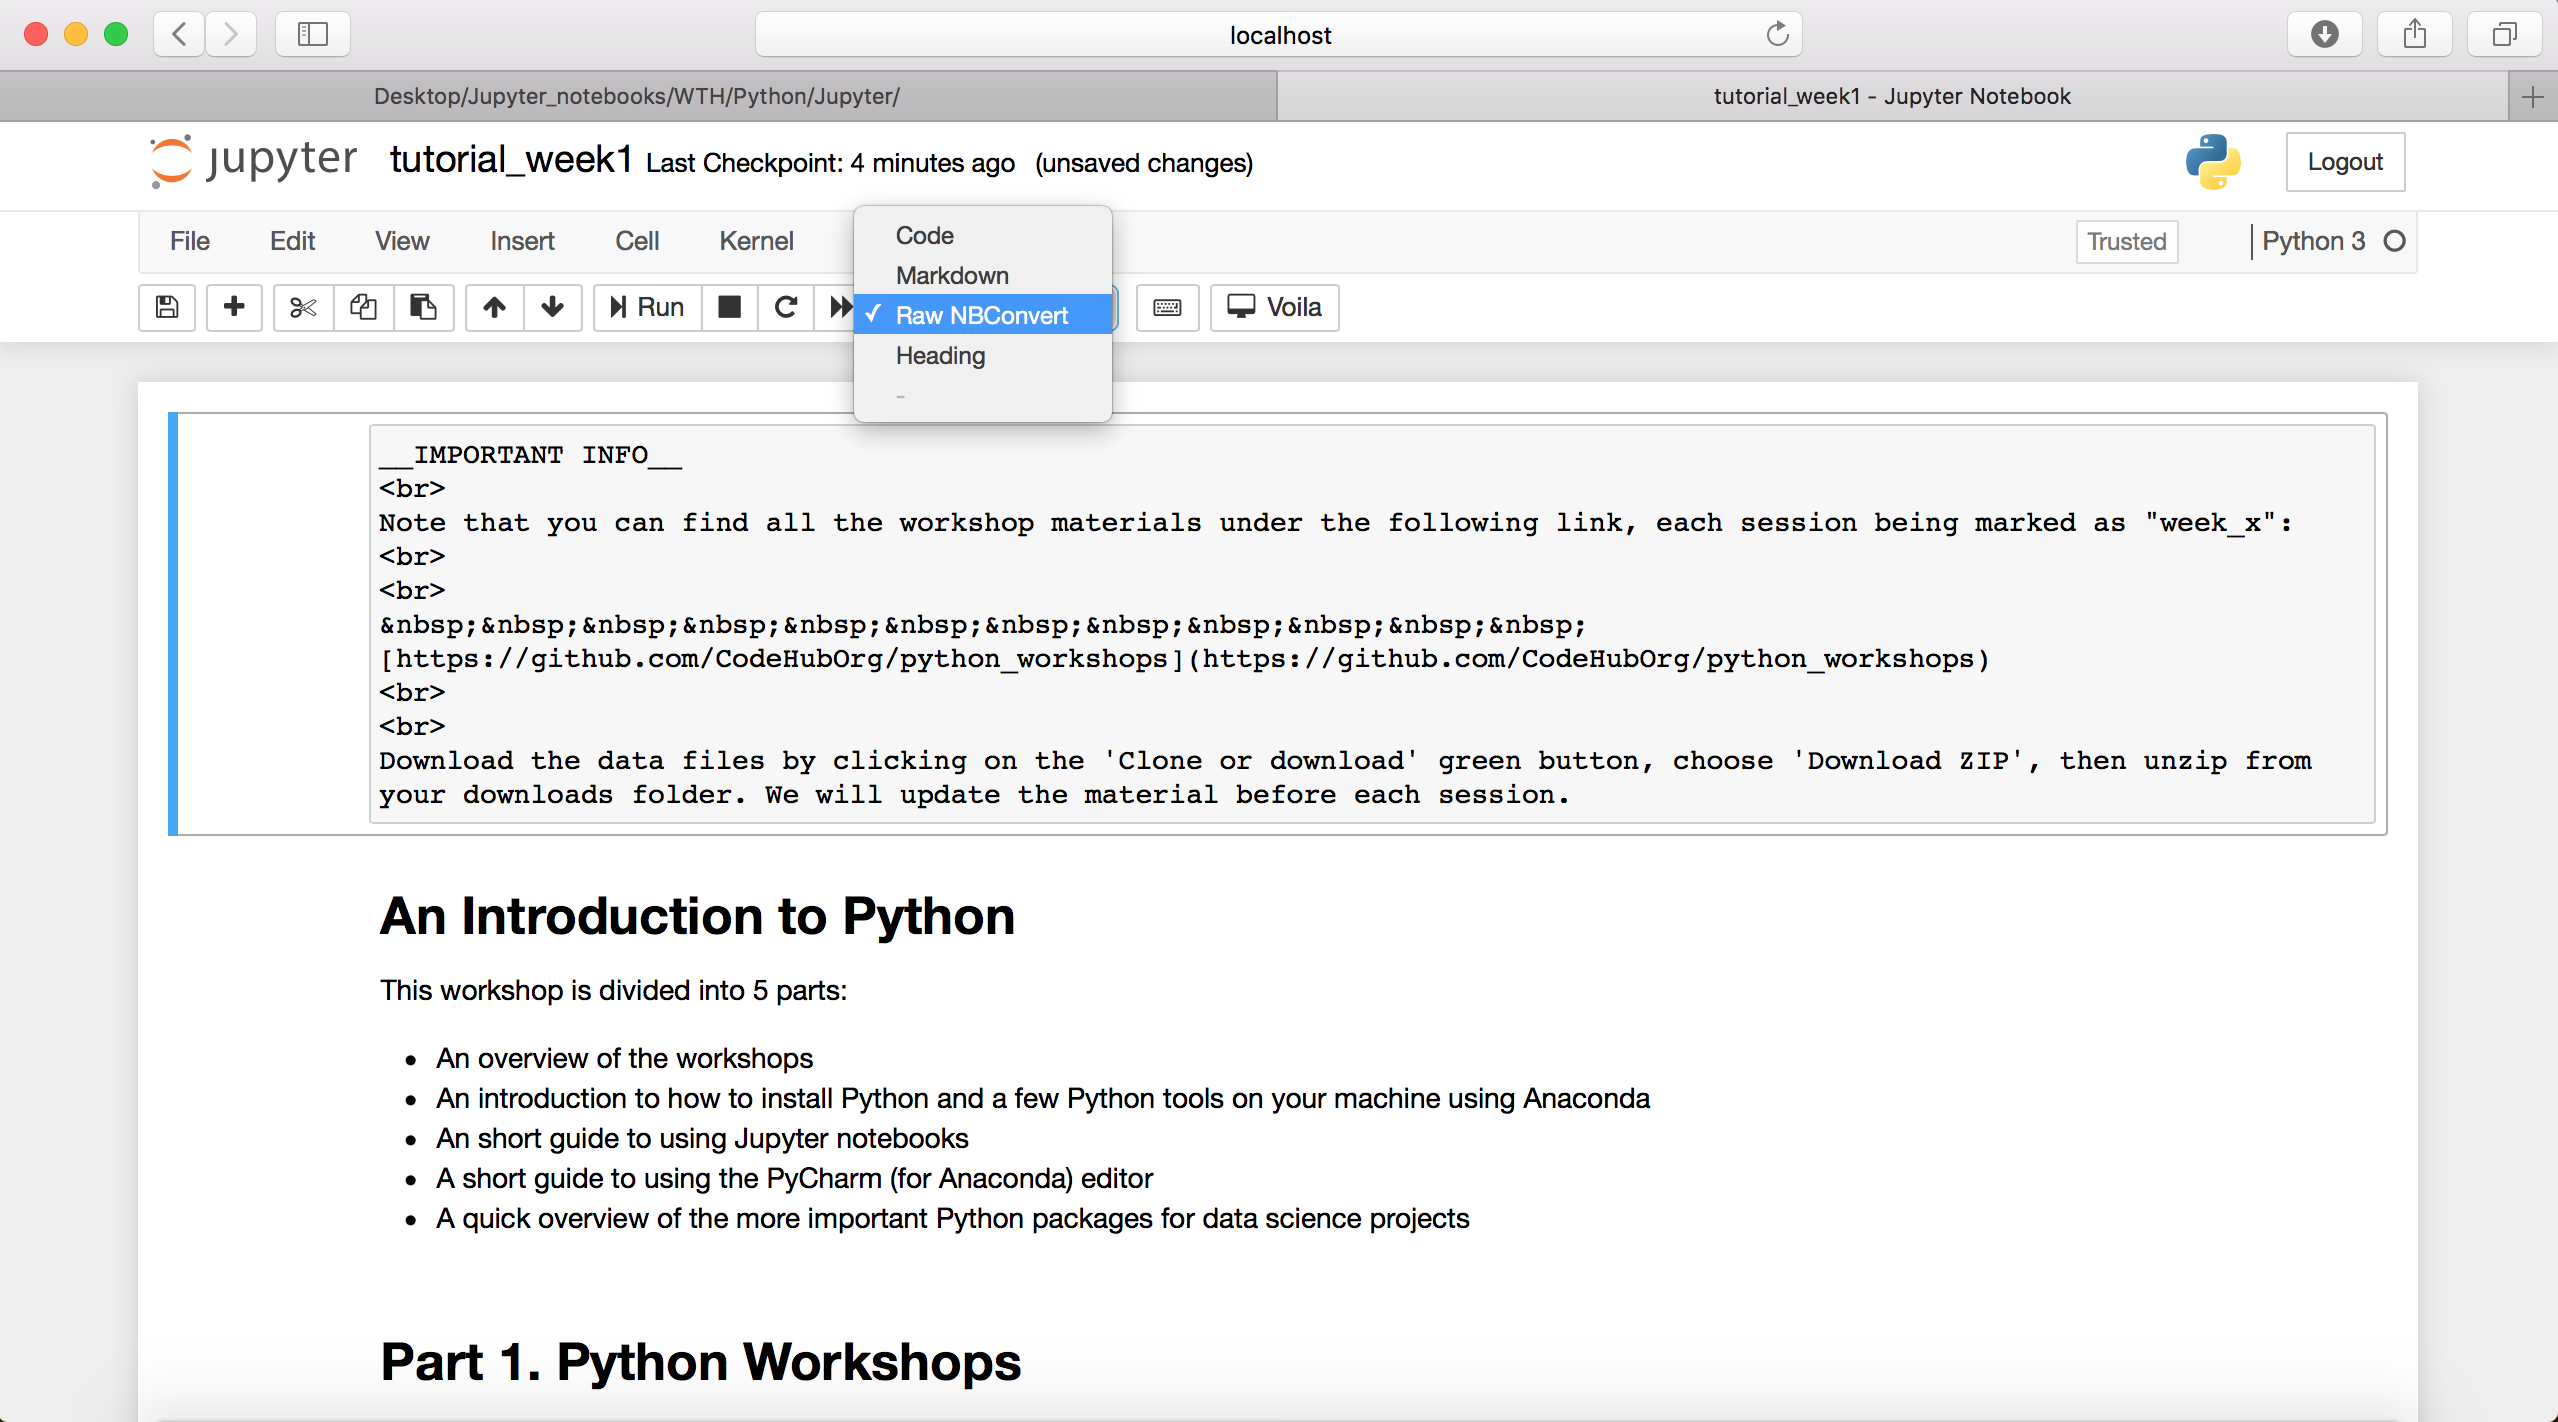 localhost
Desktop/Jupyter_notebooks/WTH/Python/Jupyter/
tutorial_week1 - Jupyter Notebook
jupyter tutorial_week1 Last Checkpoint: 4 minutes ago (unsaved changes)
Logout
File Edit View Insert Cell Kernel
Trusted
Python 3
Run
Voila
Code
Markdown
✓ Raw NBConvert
Heading
-
__IMPORTANT INFO__
<br>
Note that you can find all the workshop materials under the following link, each session being marked as "week_x":
<br>
<br>
&nbsp;&nbsp;&nbsp;&nbsp;&nbsp;&nbsp;&nbsp;&nbsp;&nbsp;&nbsp;&nbsp;&nbsp;
[https://github.com/CodeHubOrg/python_workshops](https://github.com/CodeHubOrg/python_workshops)
<br>
<br>
Download the data files by clicking on the 'Clone or download' green button, choose 'Download ZIP', then unzip from
your downloads folder. We will update the material before each session.
An Introduction to Python
This workshop is divided into 5 parts:
• An overview of the workshops
• An introduction to how to install Python and a few Python tools on your machine using Anaconda
• An short guide to using Jupyter notebooks
• A short guide to using the PyCharm (for Anaconda) editor
• A quick overview of the more important Python packages for data science projects
Part 1. Python Workshops